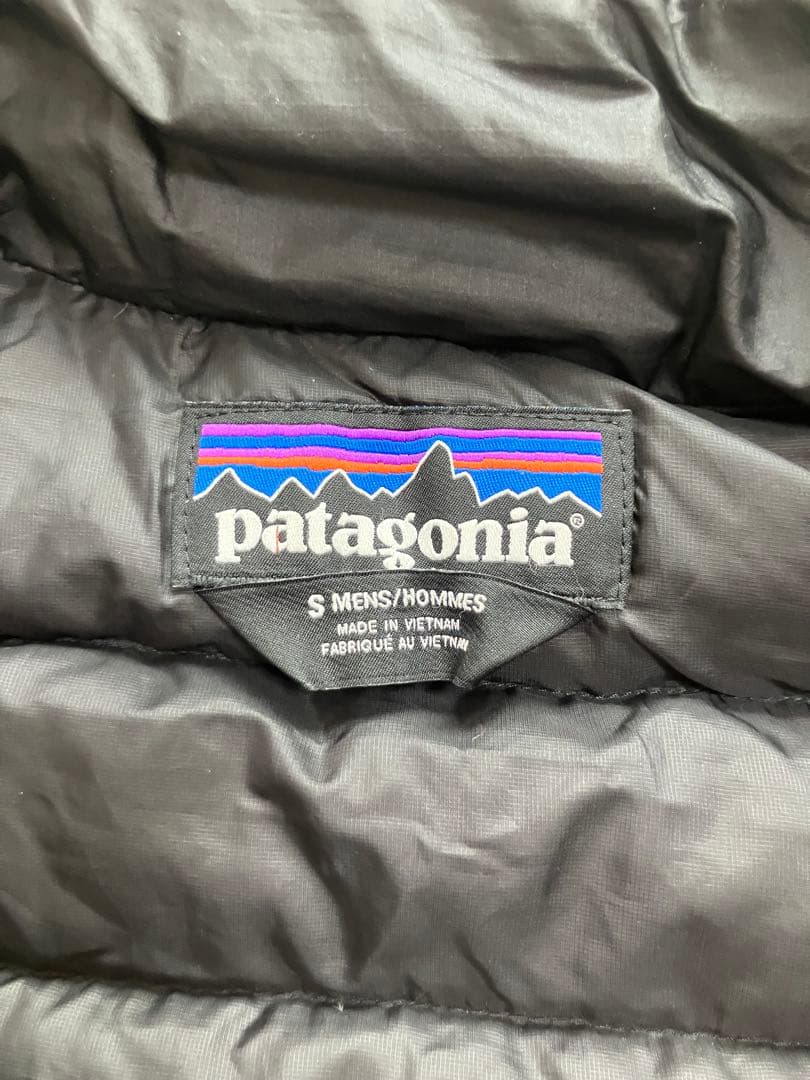 patagonia®
S MENS/HOMMES
MADE IN VIETNAM
FABRIQUÉ AU VIETNAM